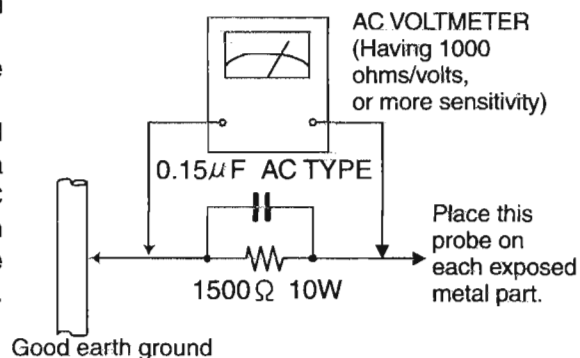 AC VOLTMETER
(Having 1000
ohms/volts,
or more sensitivity)
0.15μF AC TYPE
Place this
probe on
each exposed
metal part.
1500Ω 10W
Good earth ground